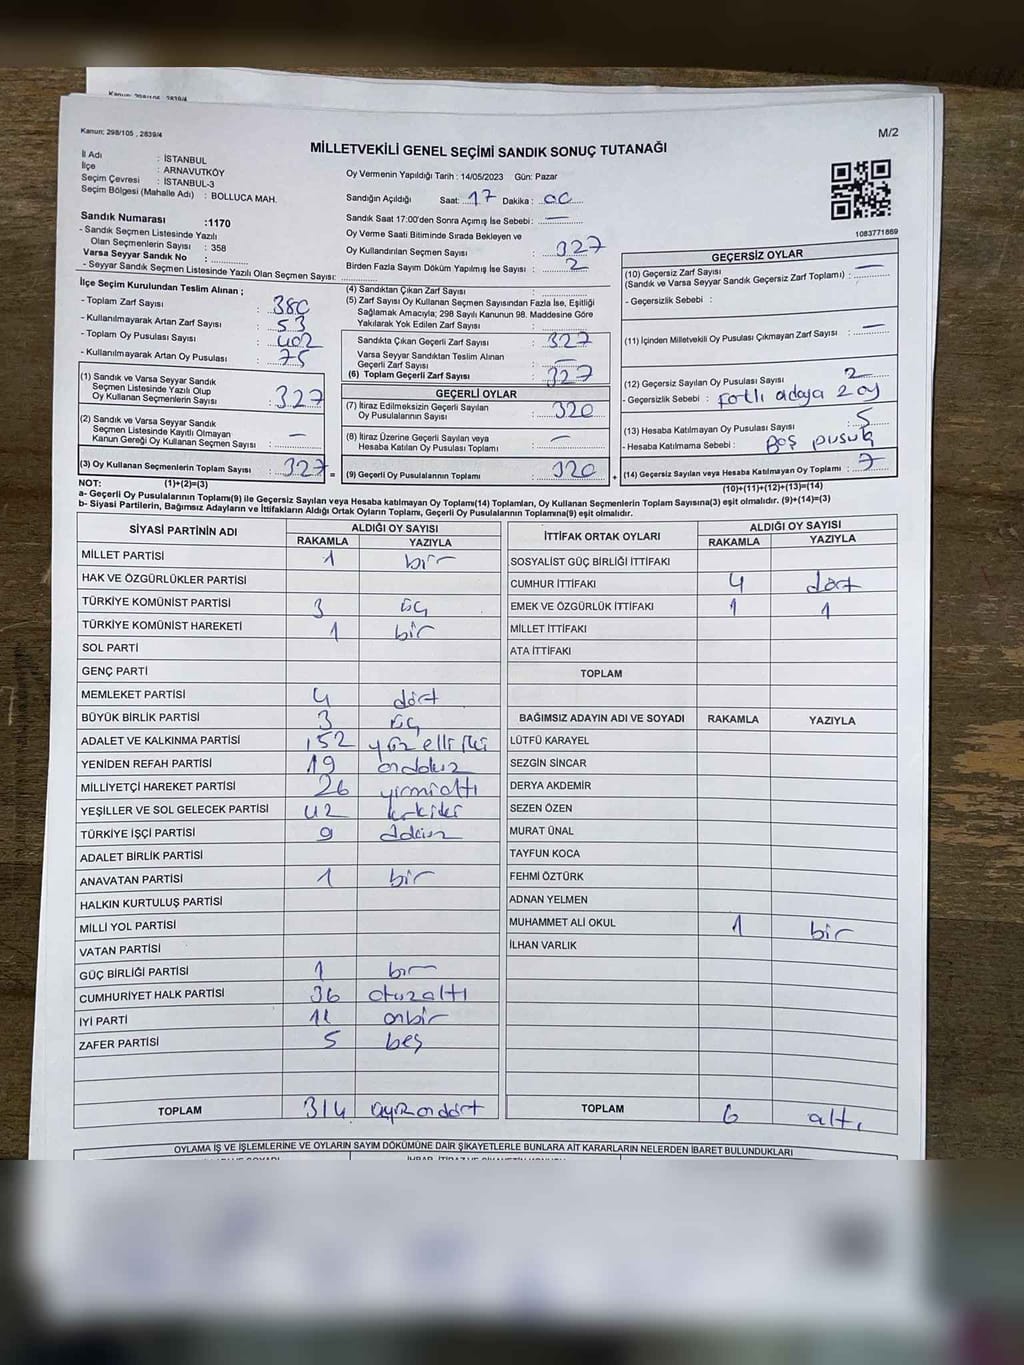 Kanun; 298/105 , 2839/4
M/2
MİLLETVEKİLİ GENEL SEÇİMİ SANDIK SONUÇ TUTANAĞI
İl Adı : İSTANBUL
İlçe : ARNAVUTKÖY
Seçim Çevresi : İSTANBUL-3
Seçim Bölgesi (Mahalle Adı) : BOLLUCA MAH.
Sandık Numarası :1170
- Sandık Seçmen Listesinde Yazılı
Olan Seçmenlerin Sayısı : 358
Varsa Seyyar Sandık No :
- Seyyar Sandık Seçmen Listesinde Yazılı Olan Seçmen Sayısı:
İlçe Seçim Kurulundan Teslim Alınan ;
- Toplam Zarf Sayısı : 380
- Kullanılmayarak Artan Zarf Sayısı : 53
- Toplam Oy Pusulası Sayısı : 402
- Kullanılmayarak Artan Oy Pusulası : 75
(1) Sandık ve Varsa Seyyar Sandık
Seçmen Listesinde Yazılı Olup
Oy Kullanan Seçmenlerin Sayısı : 327
(2) Sandık ve Varsa Seyyar Sandık
Seçmen Listesinde Kayıtlı Olmayan
Kanun Gereği Oy Kullanan Seçmen Sayısı : —
(3) Oy Kullanan Seçmenlerin Toplam Sayısı : 327
Oy Vermenin Yapıldığı Tarih : 14/05/2023 Gün: Pazar
Sandığın Açıldığı Saat: 17 Dakika : 00
Sandık Saat 17:00'den Sonra Açımış İse Sebebi : —
Oy Verme Saati Bitiminde Sırada Bekleyen ve
Oy Kullandırılan Seçmen Sayısı : 327
Birden Fazla Sayım Döküm Yapılmış İse Sayısı : 2
(4) Sandıktan Çıkan Zarf Sayısı :
(5) Zarf Sayısı Oy Kullanan Seçmen Sayısından Fazla İse, Eşitliği
Sağlamak Amacıyla; 298 Sayılı Kanunun 98. Maddesine Göre
Yakılarak Yok Edilen Zarf Sayısı :
Sandıkta Çıkan Geçerli Zarf Sayısı : 327
Varsa Seyyar Sandıktan Teslim Alınan
Geçerli Zarf Sayısı : —
(6) Toplam Geçerli Zarf Sayısı : 327
GEÇERLİ OYLAR
(7) İtiraz Edilmeksizin Geçerli Sayılan
Oy Pusulalarının Sayısı : 320
(8) İtiraz Üzerine Geçerli Sayılan veya
Hesaba Katılan Oy Pusulası Toplamı : —
= (9) Geçerli Oy Pusulalarının Toplamı : 320 +
1083771869
GEÇERSİZ OYLAR
(10) Geçersiz Zarf Sayısı
(Sandık ve Varsa Seyyar Sandık Geçersiz Zarf Toplamı) : —
- Geçersizlik Sebebi :
(11) İçinden Milletvekili Oy Pusulası Çıkmayan Zarf Sayısı : —
(12) Geçersiz Sayılan Oy Pusulası Sayısı : 2
- Geçersizlik Sebebi : Fotlı adaya 2 oy
(13) Hesaba Katılmayan Oy Pusulası Sayısı : 5
- Hesaba Katılmama Sebebi : Boş pusula
(14) Geçersiz Sayılan veya Hesaba Katılmayan Oy Toplamı : 7
NOT: (1)+(2)=(3)
(10)+(11)+(12)+(13)=(14)
a- Geçerli Oy Pusulalarının Toplamı(9) ile Geçersiz Sayılan veya Hesaba katılmayan Oy Toplamı(14) Toplamları, Oy Kullanan Seçmenlerin Toplam Sayısına(3) eşit olmalıdır. (9)+(14)=(3)
b- Siyasi Partilerin, Bağımsız Adayların ve İttifakların Aldığı Ortak Oyların Toplamı, Geçerli Oy Pusulalarının Toplamına(9) eşit olmalıdır.
SİYASİ PARTİNİN ADI ALDIĞI OY SAYISI
RAKAMLA YAZIYLA
MİLLET PARTİSİ 1 bir
HAK VE ÖZGÜRLÜKLER PARTİSİ
TÜRKİYE KOMÜNİST PARTİSİ 3 üç
TÜRKİYE KOMÜNİST HAREKETİ 1 bir
SOL PARTİ
GENÇ PARTİ
MEMLEKET PARTİSİ 4 dört
BÜYÜK BİRLİK PARTİSİ 3 üç
ADALET VE KALKINMA PARTİSİ 152 yüz elli iki
YENİDEN REFAH PARTİSİ 19 ondokuz
MİLLİYETÇİ HAREKET PARTİSİ 26 yirmialtı
YEŞİLLER VE SOL GELECEK PARTİSİ 42 kırkiki
TÜRKİYE İŞÇİ PARTİSİ 9 dokuz
ADALET BİRLİK PARTİSİ
ANAVATAN PARTİSİ 1 bir
HALKIN KURTULUŞ PARTİSİ
MİLLİ YOL PARTİSİ
VATAN PARTİSİ
GÜÇ BİRLİĞİ PARTİSİ 1 bir
CUMHURİYET HALK PARTİSİ 36 otuzaltı
İYİ PARTİ 11 onbir
ZAFER PARTİSİ 5 beş
TOPLAM 314 üçyüzondört
İTTİFAK ORTAK OYLARI ALDIĞI OY SAYISI
RAKAMLA YAZIYLA
SOSYALİST GÜÇ BİRLİĞİ İTTİFAKI
CUMHUR İTTİFAKI 4 dört
EMEK VE ÖZGÜRLÜK İTTİFAKI 1 1
MİLLET İTTİFAKI
ATA İTTİFAKI
TOPLAM
BAĞIMSIZ ADAYIN ADI VE SOYADI RAKAMLA YAZIYLA
LÜTFÜ KARAYEL
SEZGİN SİNCAR
DERYA AKDEMİR
SEZEN ÖZEN
MURAT ÜNAL
TAYFUN KOCA
FEHMİ ÖZTÜRK
ADNAN YELMEN
MUHAMMET ALİ OKUL 1 bir
İLHAN VARLIK
TOPLAM 6 altı
OYLAMA İŞ VE İŞLEMLERİNE VE OYLARIN SAYIM DÖKÜMÜNE DAİR ŞİKAYETLERLE BUNLARA AİT KARARLARIN NELERDEN İBARET BULUNDUKLARI